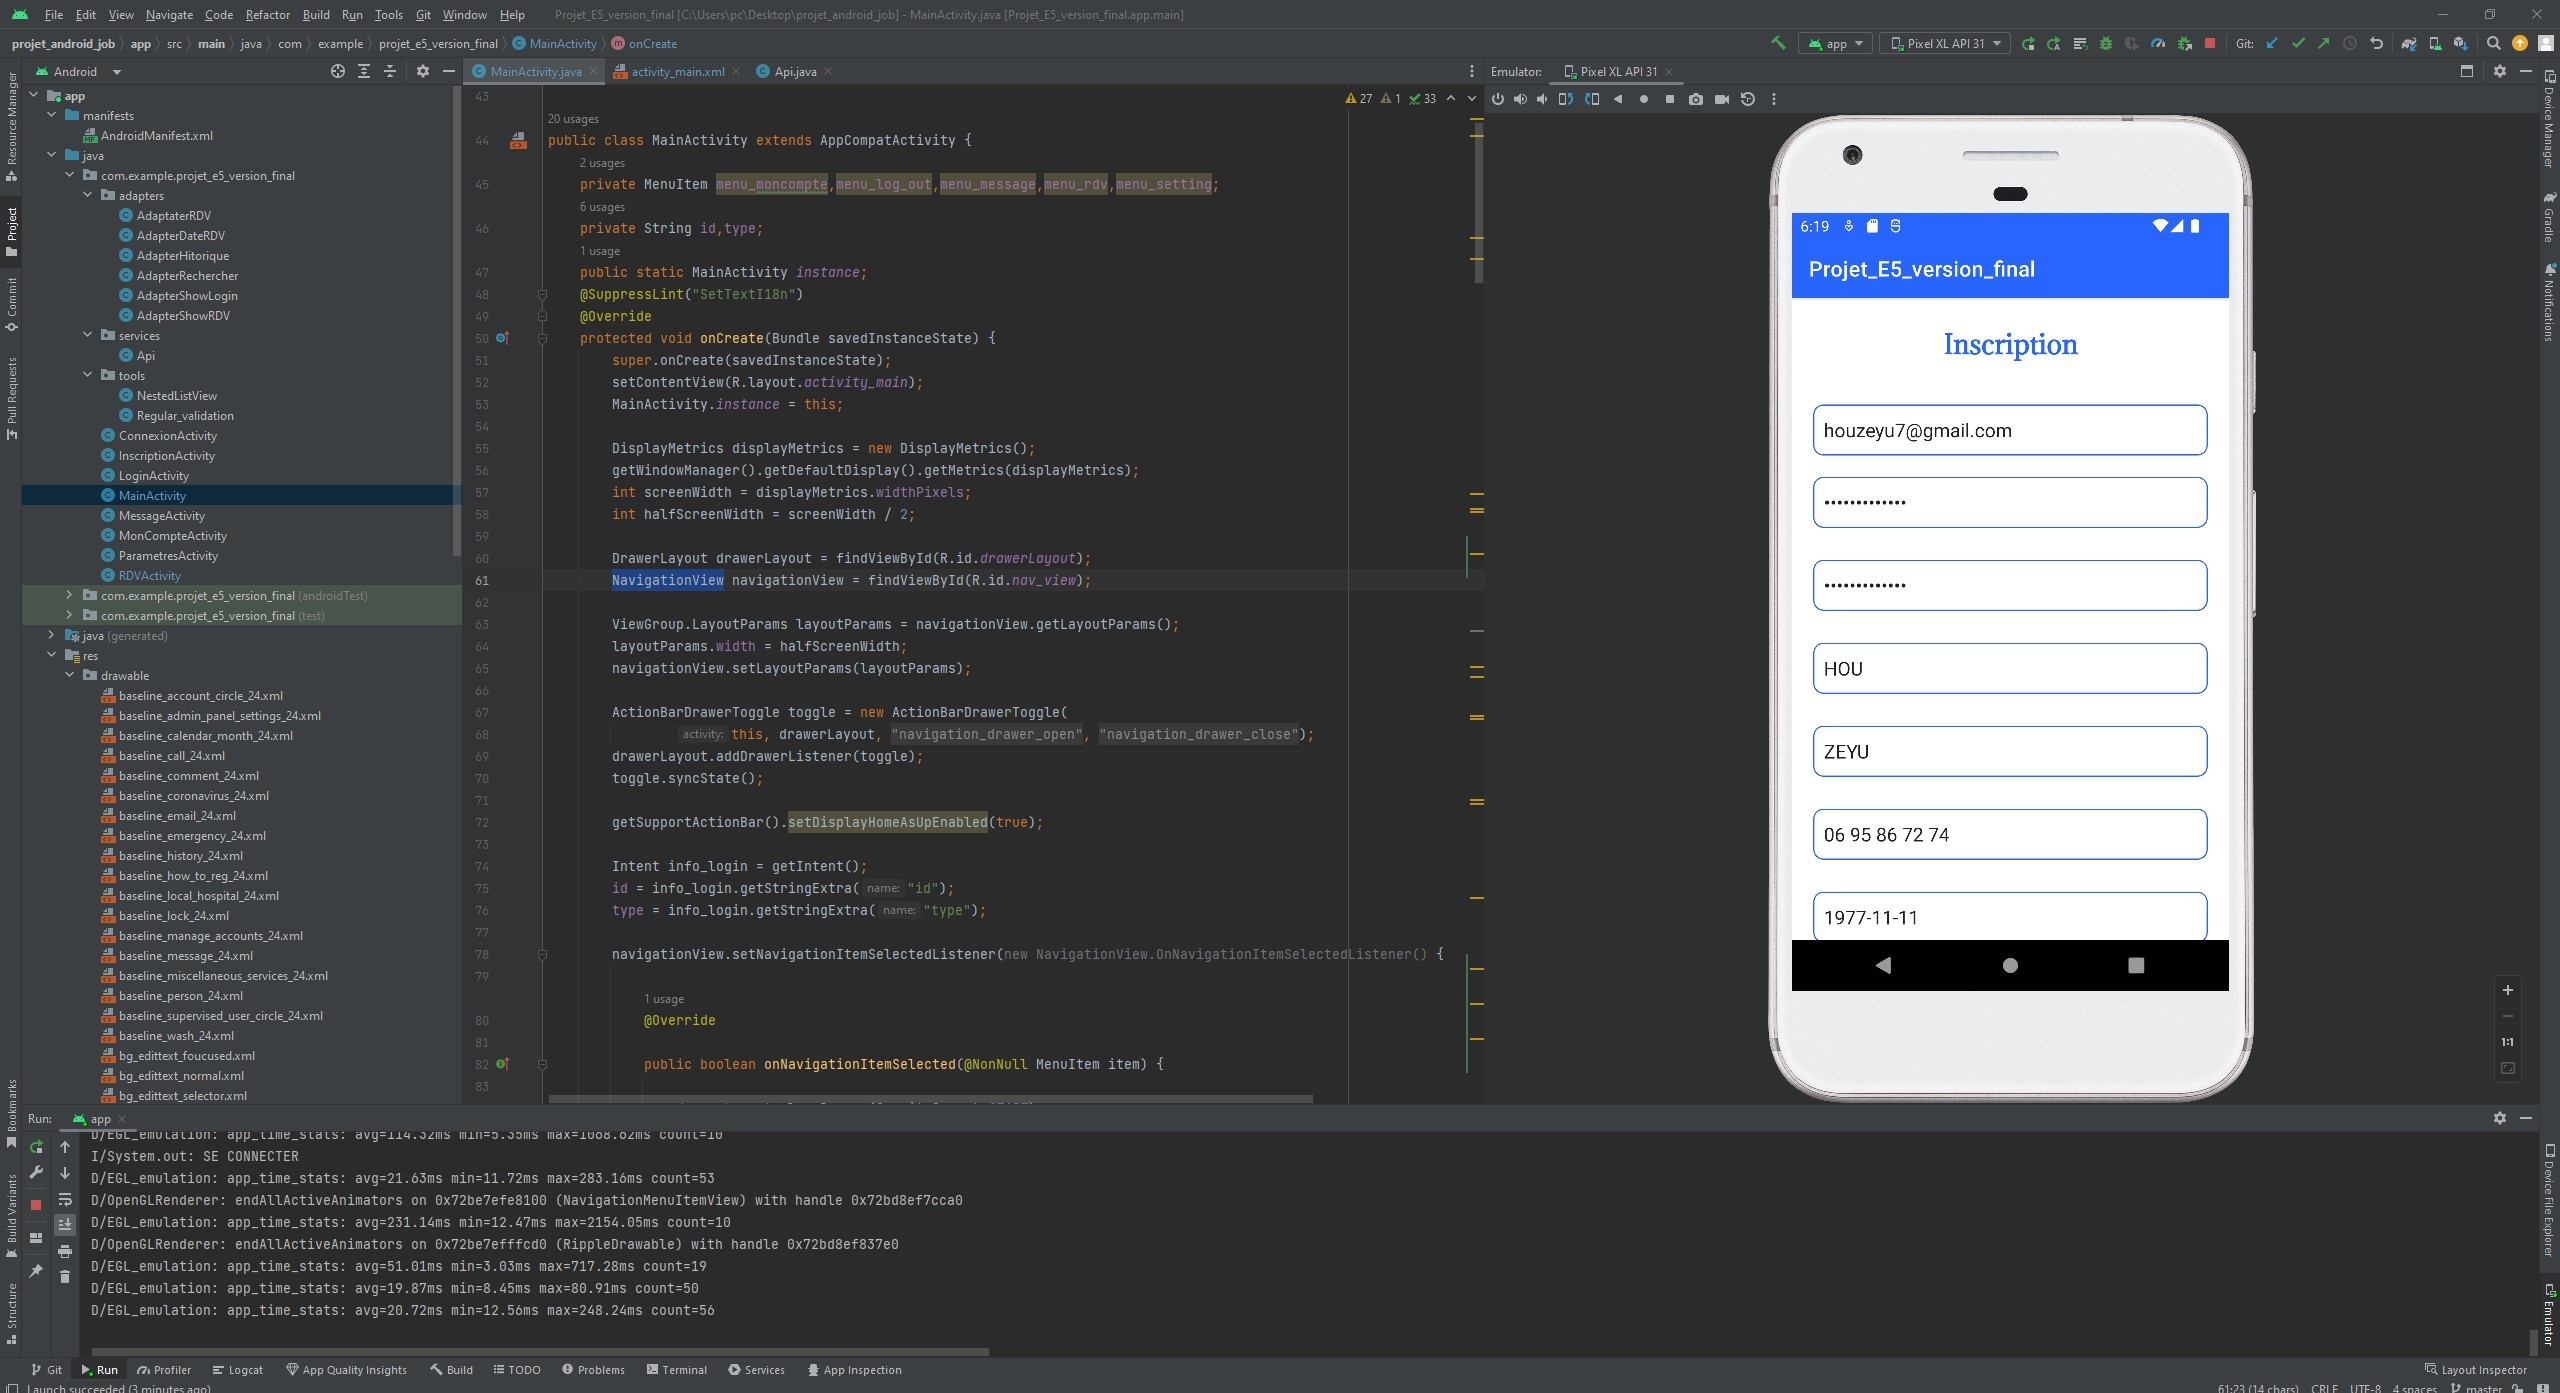 File Edit View Navigate Code Refactor Build Run Tools Git Window Help Projet_E5_version_final [C:\Users\pc\Desktop\projet_android_job] - MainActivity.java [Projet_E5_version_final.app.main]
projet_android_job app src main java com example projet_e5_version_final MainActivity onCreate app Pixel XL API 31 Git:
Android
MainActivity.java activity_main.xml Api.java
Emulator: Pixel XL API 31
Resource Manager
Project
Commit
Pull Requests
Bookmarks
Build Variants
Structure
app
manifests
AndroidManifest.xml
java
com.example.projet_e5_version_final
adapters
AdaptaterRDV
AdapterDateRDV
AdapterHitorique
AdapterRechercher
AdapterShowLogin
AdapterShowRDV
services
Api
tools
NestedListView
Regular_validation
ConnexionActivity
InscriptionActivity
LoginActivity
MainActivity
MessageActivity
MonCompteActivity
ParametresActivity
RDVActivity
com.example.projet_e5_version_final (androidTest)
com.example.projet_e5_version_final (test)
java (generated)
res
drawable
baseline_account_circle_24.xml
baseline_admin_panel_settings_24.xml
baseline_calendar_month_24.xml
baseline_call_24.xml
baseline_comment_24.xml
baseline_coronavirus_24.xml
baseline_email_24.xml
baseline_emergency_24.xml
baseline_history_24.xml
baseline_how_to_reg_24.xml
baseline_local_hospital_24.xml
baseline_lock_24.xml
baseline_manage_accounts_24.xml
baseline_message_24.xml
baseline_miscellaneous_services_24.xml
baseline_person_24.xml
baseline_supervised_user_circle_24.xml
baseline_wash_24.xml
bg_edittext_foucused.xml
bg_edittext_normal.xml
bg_edittext_selector.xml
27 1 33
43
20 usages
44 public class MainActivity extends AppCompatActivity {
2 usages
45 private MenuItem menu_moncompte,menu_log_out,menu_message,menu_rdv,menu_setting;
6 usages
46 private String id,type;
1 usage
47 public static MainActivity instance;
48 @SuppressLint("SetTextI18n")
49 @Override
50 protected void onCreate(Bundle savedInstanceState) {
51 super.onCreate(savedInstanceState);
52 setContentView(R.layout.activity_main);
53 MainActivity.instance = this;
54
55 DisplayMetrics displayMetrics = new DisplayMetrics();
56 getWindowManager().getDefaultDisplay().getMetrics(displayMetrics);
57 int screenWidth = displayMetrics.widthPixels;
58 int halfScreenWidth = screenWidth / 2;
59
60 DrawerLayout drawerLayout = findViewById(R.id.drawerLayout);
61 NavigationView navigationView = findViewById(R.id.nav_view);
62
63 ViewGroup.LayoutParams layoutParams = navigationView.getLayoutParams();
64 layoutParams.width = halfScreenWidth;
65 navigationView.setLayoutParams(layoutParams);
66
67 ActionBarDrawerToggle toggle = new ActionBarDrawerToggle(
68 activity: this, drawerLayout, "navigation_drawer_open", "navigation_drawer_close");
69 drawerLayout.addDrawerListener(toggle);
70 toggle.syncState();
71
72 getSupportActionBar().setDisplayHomeAsUpEnabled(true);
73
74 Intent info_login = getIntent();
75 id = info_login.getStringExtra( name: "id");
76 type = info_login.getStringExtra( name: "type");
77
78 navigationView.setNavigationItemSelectedListener(new NavigationView.OnNavigationItemSelectedListener() {
79
1 usage
80 @Override
81
82 public boolean onNavigationItemSelected(@NonNull MenuItem item) {
83
6:19
Projet_E5_version_final
Inscription
houzeyu7@gmail.com
•••••••••••••
•••••••••••••
HOU
ZEYU
06 95 86 72 74
1977-11-11
1:1
Device Manager
Gradle
Notifications
Device File Explorer
Emulator
Run: app
D/EGL_emulation: app_time_stats: avg=114.32ms min=5.35ms max=1068.62ms count=10
I/System.out: SE CONNECTER
D/EGL_emulation: app_time_stats: avg=21.63ms min=11.72ms max=283.16ms count=53
D/OpenGLRenderer: endAllActiveAnimators on 0x72be7efe8100 (NavigationMenuItemView) with handle 0x72bd8ef7cca0
D/EGL_emulation: app_time_stats: avg=231.14ms min=12.47ms max=2154.05ms count=10
D/OpenGLRenderer: endAllActiveAnimators on 0x72be7efffcd0 (RippleDrawable) with handle 0x72bd8ef837e0
D/EGL_emulation: app_time_stats: avg=51.01ms min=3.03ms max=717.28ms count=19
D/EGL_emulation: app_time_stats: avg=19.87ms min=8.45ms max=80.91ms count=50
D/EGL_emulation: app_time_stats: avg=20.72ms min=12.56ms max=248.24ms count=56
Git Run Profiler Logcat App Quality Insights Build TODO Problems Terminal Services App Inspection Layout Inspector
Launch succeeded (3 minutes ago) 61:23 (14 chars) CRLF UTF-8 4 spaces master